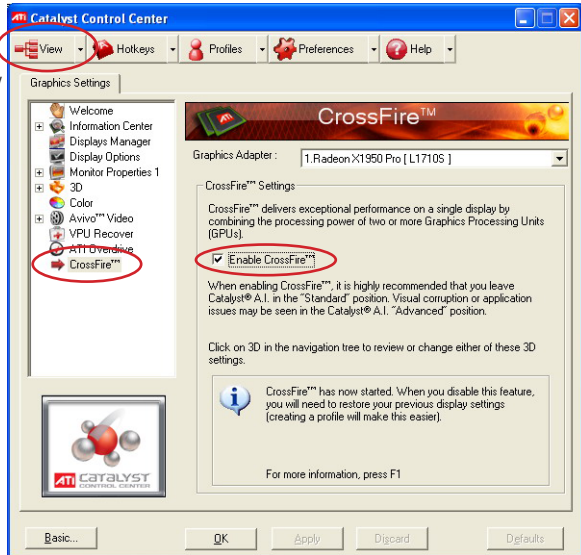 ATI Catalyst Control Center
View
Hotkeys
Profiles
Preferences
Help
Graphics Settings
Welcome
Information Center
Displays Manager
Display Options
Monitor Properties 1
3D
Color
Avivo™ Video
VPU Recover
ATI Overdrive
CrossFire™
CrossFire™
Graphics Adapter :
1.Radeon X1950 Pro [ L1710S ]
CrossFire™ Settings
CrossFire™ delivers exceptional performance on a single display by
combining the processing power of two or more Graphics Processing Units
(GPUs).
Enable CrossFire™
When enabling CrossFire™, it is highly recommended that you leave
Catalyst® A.I. in the "Standard" position. Visual corruption or application
issues may be seen in the Catalyst® A.I. "Advanced" position.
Click on 3D in the navigation tree to review or change either of these 3D
settings.
CrossFire™ has now started. When you disable this feature,
you will need to restore your previous display settings
(creating a profile will make this easier).
For more information, press F1
ATI CATALYST
CONTROL CENTER
Basic...
OK
Apply
Discard
Defaults